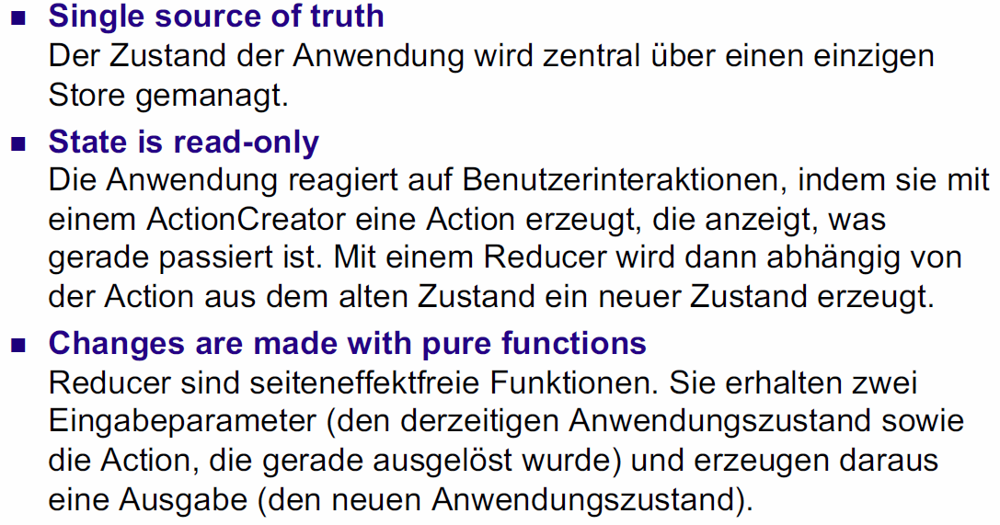 Single source of truth
Der Zustand der Anwendung wird zentral über einen einzigen
Store gemanagt.
State is read-only
Die Anwendung reagiert auf Benutzerinteraktionen, indem sie mit
einem ActionCreator eine Action erzeugt, die anzeigt, was
gerade passiert ist. Mit einem Reducer wird dann abhängig von
der Action aus dem alten Zustand ein neuer Zustand erzeugt.
Changes are made with pure functions
Reducer sind seiteneffektfreie Funktionen. Sie erhalten zwei
Eingabeparameter (den derzeitigen Anwendungszustand sowie
die Action, die gerade ausgelöst wurde) und erzeugen daraus
eine Ausgabe (den neuen Anwendungszustand).